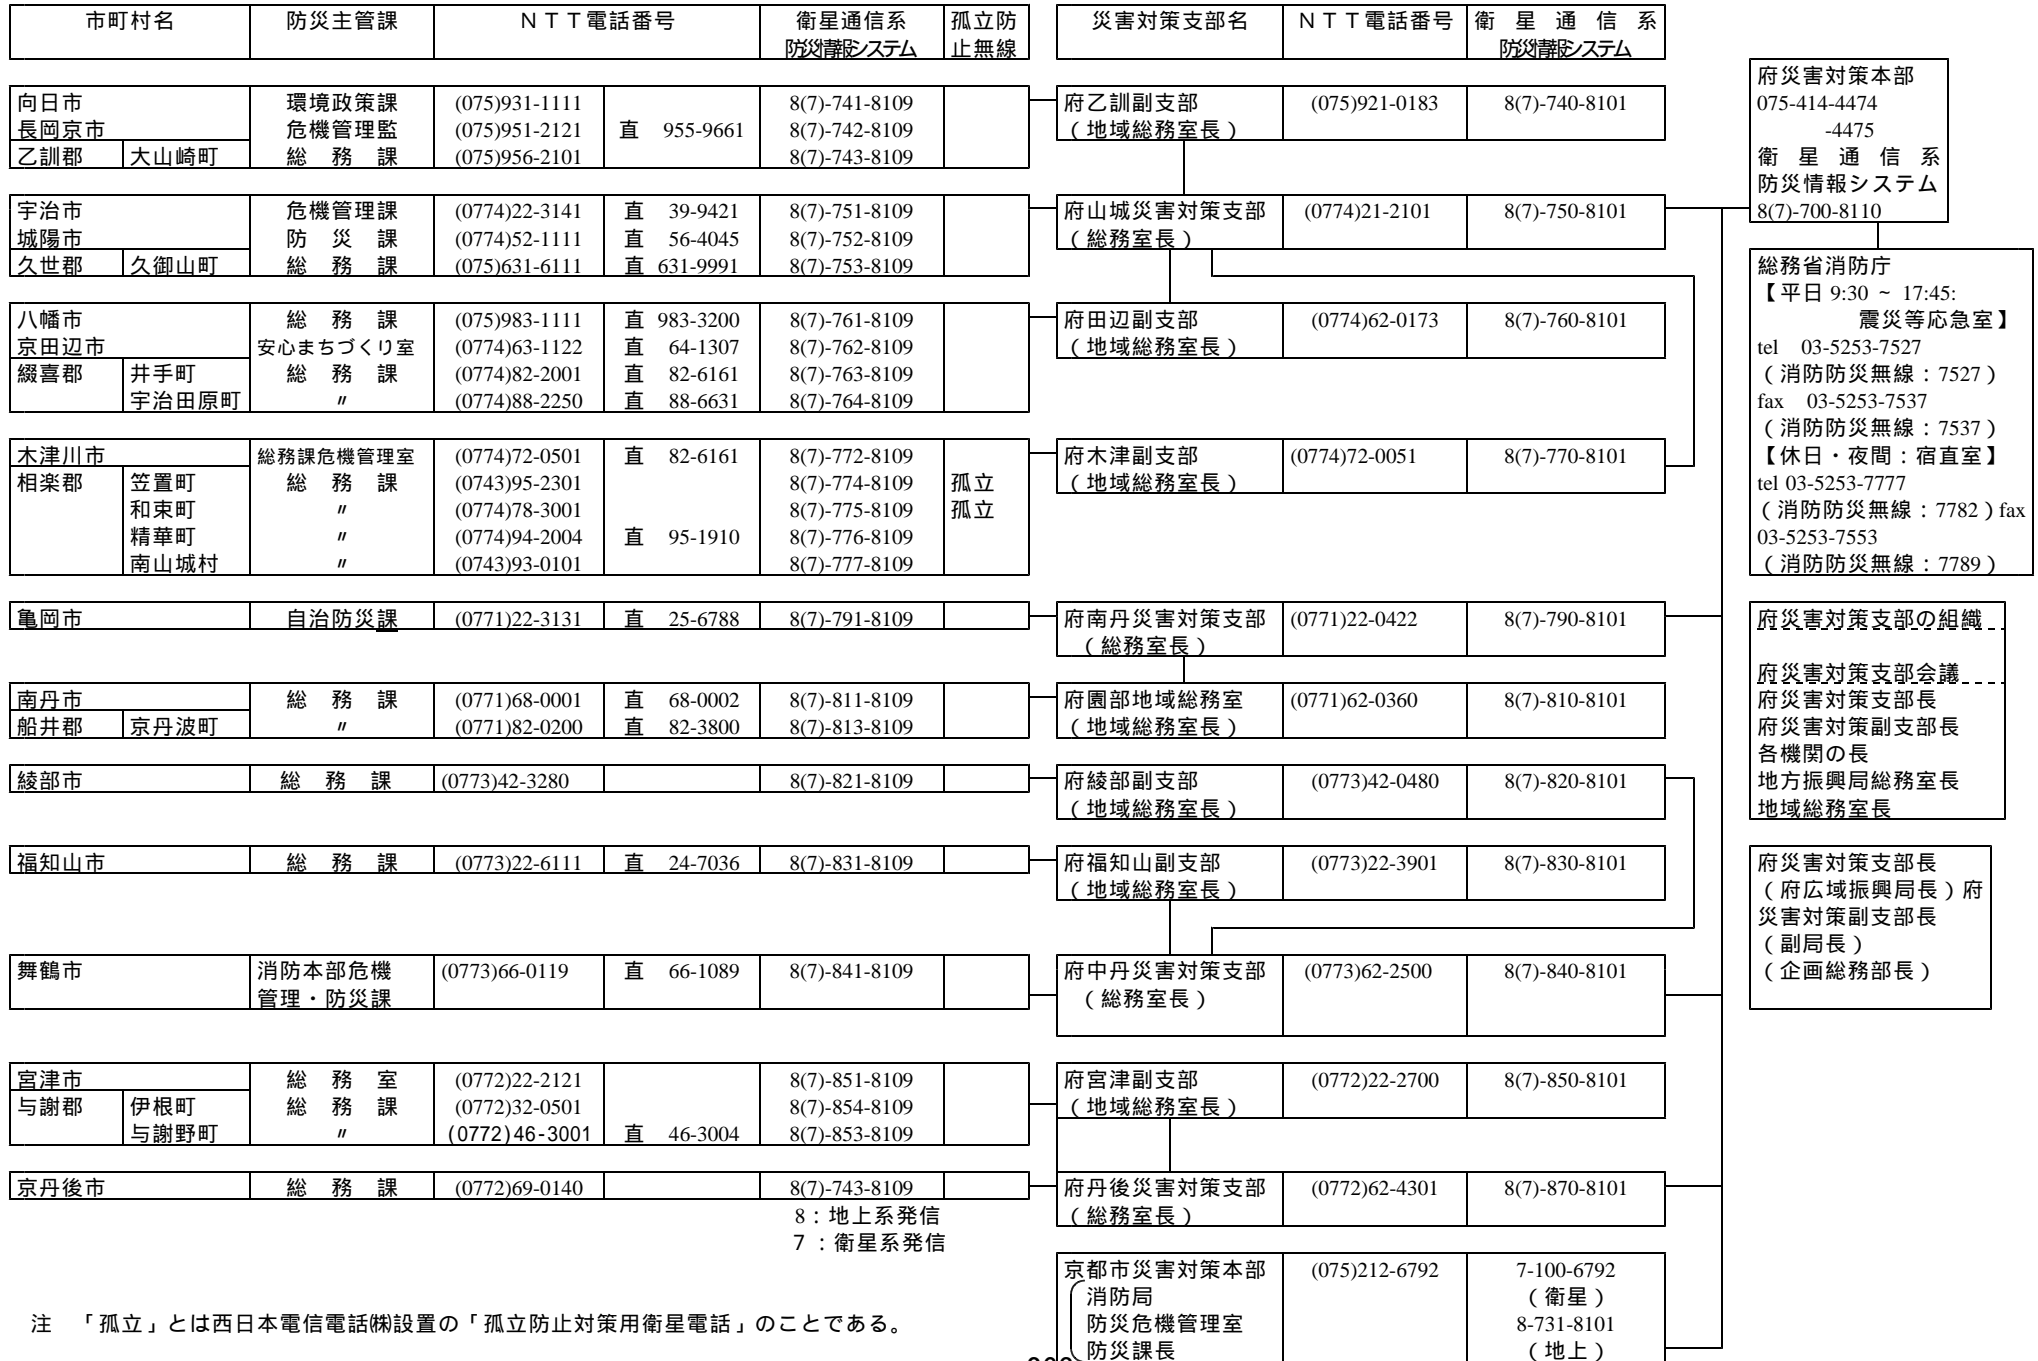 市町村名 防災主管課 ＮＴＴ電話番号 衛星通信系 孤立防
防災情報システム 止無線
向日市 環境政策課 (075)931-1111 8(7)-741-8109
長岡京市 危機管理監 (075)951-2121 直 955-9661 8(7)-742-8109
乙訓郡 大山崎町 総務課 (075)956-2101 8(7)-743-8109
宇治市 危機管理課 (0774)22-3141 直 39-9421 8(7)-751-8109
城陽市 防災課 (0774)52-1111 直 56-4045 8(7)-752-8109
久世郡 久御山町 総務課 (075)631-6111 直 631-9991 8(7)-753-8109
八幡市 総務課 (075)983-1111 直 983-3200 8(7)-761-8109
京田辺市 安心まちづくり室 (0774)63-1122 直 64-1307 8(7)-762-8109
綴喜郡 井手町 総務課 (0774)82-2001 直 82-6161 8(7)-763-8109
宇治田原町 〃 (0774)88-2250 直 88-6631 8(7)-764-8109
木津川市 総務課危機管理室 (0774)72-0501 直 82-6161 8(7)-772-8109
相楽郡 笠置町 総務課 (0743)95-2301 8(7)-774-8109 孤立
和束町 〃 (0774)78-3001 8(7)-775-8109 孤立
精華町 〃 (0774)94-2004 直 95-1910 8(7)-776-8109
南山城村 〃 (0743)93-0101 8(7)-777-8109
亀岡市 自治防災課 (0771)22-3131 直 25-6788 8(7)-791-8109
南丹市 総務課 (0771)68-0001 直 68-0002 8(7)-811-8109
船井郡 京丹波町 〃 (0771)82-0200 直 82-3800 8(7)-813-8109
綾部市 総務課 (0773)42-3280 8(7)-821-8109
福知山市 総務課 (0773)22-6111 直 24-7036 8(7)-831-8109
舞鶴市 消防本部危機 (0773)66-0119 直 66-1089 8(7)-841-8109
管理・防災課
宮津市 総務室 (0772)22-2121 8(7)-851-8109
与謝郡 伊根町 総務課 (0772)32-0501 8(7)-854-8109
与謝野町 〃 (0772)46-3001 直 46-3004 8(7)-853-8109
京丹後市 総務課 (0772)69-0140 8(7)-743-8109
8：地上系発信
7：衛星系発信
注 「孤立」とは西日本電信電話㈱設置の「孤立防止対策用衛星電話」のことである。
災害対策支部名 ＮＴＴ電話番号 衛星通信系
防災情報システム
府乙訓副支部 (075)921-0183 8(7)-740-8101
（地域総務室長）
府山城災害対策支部 (0774)21-2101 8(7)-750-8101
（総務室長）
府田辺副支部 (0774)62-0173 8(7)-760-8101
（地域総務室長）
府木津副支部 (0774)72-0051 8(7)-770-8101
（地域総務室長）
府南丹災害対策支部 (0771)22-0422 8(7)-790-8101
（総務室長）
府園部地域総務室 (0771)62-0360 8(7)-810-8101
（地域総務室長）
府綾部副支部 (0773)42-0480 8(7)-820-8101
（地域総務室長）
府福知山副支部 (0773)22-3901 8(7)-830-8101
（地域総務室長）
府中丹災害対策支部 (0773)62-2500 8(7)-840-8101
（総務室長）
府宮津副支部 (0772)22-2700 8(7)-850-8101
（地域総務室長）
府丹後災害対策支部 (0772)62-4301 8(7)-870-8101
（総務室長）
京都市災害対策本部 (075)212-6792 7-100-6792
消防局 （衛星）
防災危機管理室 8-731-8101
防災課長 （地上）
府災害対策本部
075-414-4474
-4475
衛星通信系
防災情報システム
8(7)-700-8110
総務省消防庁
【平日 9:30 ~ 17:45:
震災等応急室】
tel 03-5253-7527
（消防防災無線：7527）
fax 03-5253-7537
（消防防災無線：7537）
【休日・夜間：宿直室】
tel 03-5253-7777
（消防防災無線：7782）fax
03-5253-7553
（消防防災無線：7789）
府災害対策支部の組織
府災害対策支部会議
府災害対策支部長
府災害対策副支部長
各機関の長
地方振興局総務室長
地域総務室長
府災害対策支部長
（府広域振興局長）府
災害対策副支部長
（副局長）
（企画総務部長）